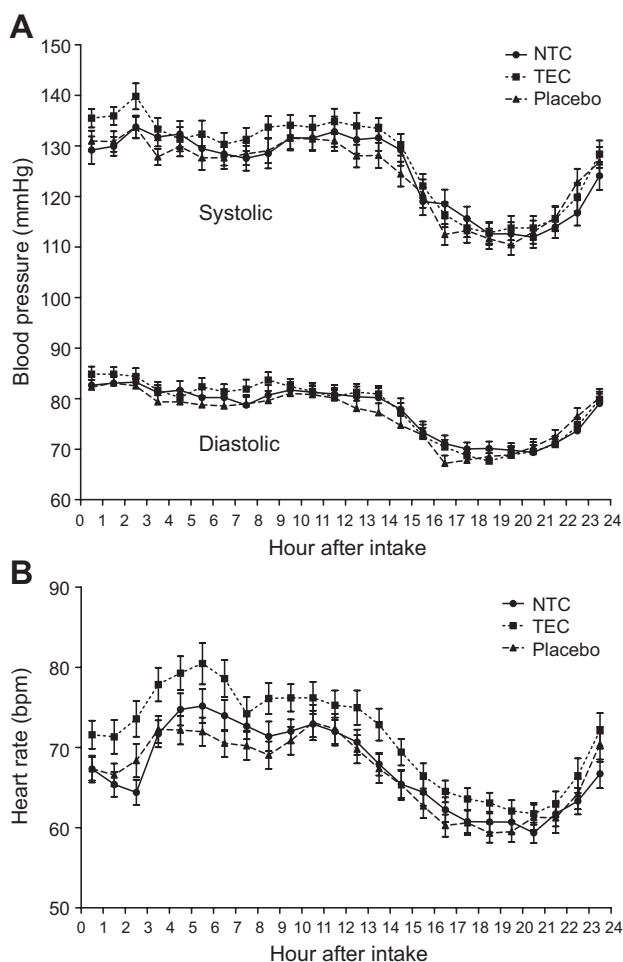 A
150
140
130
120
110
100
90
80
70
60
Blood pressure (mmHg)
NTC
TEC
Placebo
Systolic
Diastolic
0 1 2 3 4 5 6 7 8 9 10 11 12 13 14 15 16 17 18 19 20 21 22 23 24
Hour after intake
B
90
80
70
60
50
Heart rate (bpm)
NTC
TEC
Placebo
0 1 2 3 4 5 6 7 8 9 10 11 12 13 14 15 16 17 18 19 20 21 22 23 24
Hour after intake